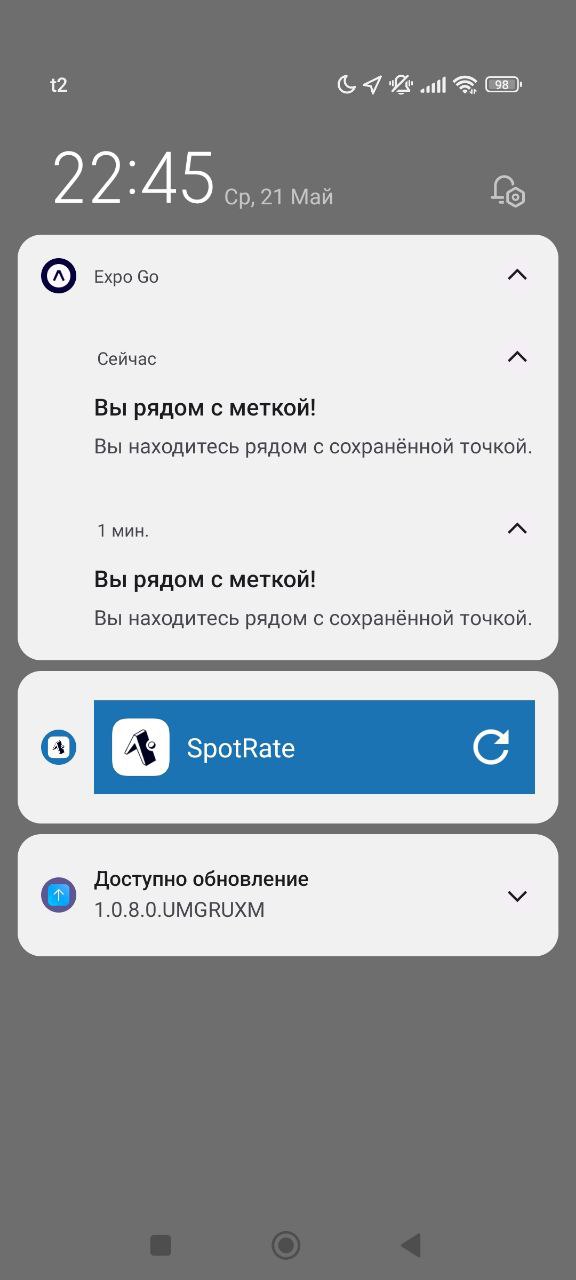 t2
98
22:45 Ср, 21 Май
Expo Go
Сейчас
Вы рядом с меткой!
Вы находитесь рядом с сохранённой точкой.
1 мин.
Вы рядом с меткой!
Вы находитесь рядом с сохранённой точкой.
SpotRate
Доступно обновление
1.0.8.0.UMGRUXM